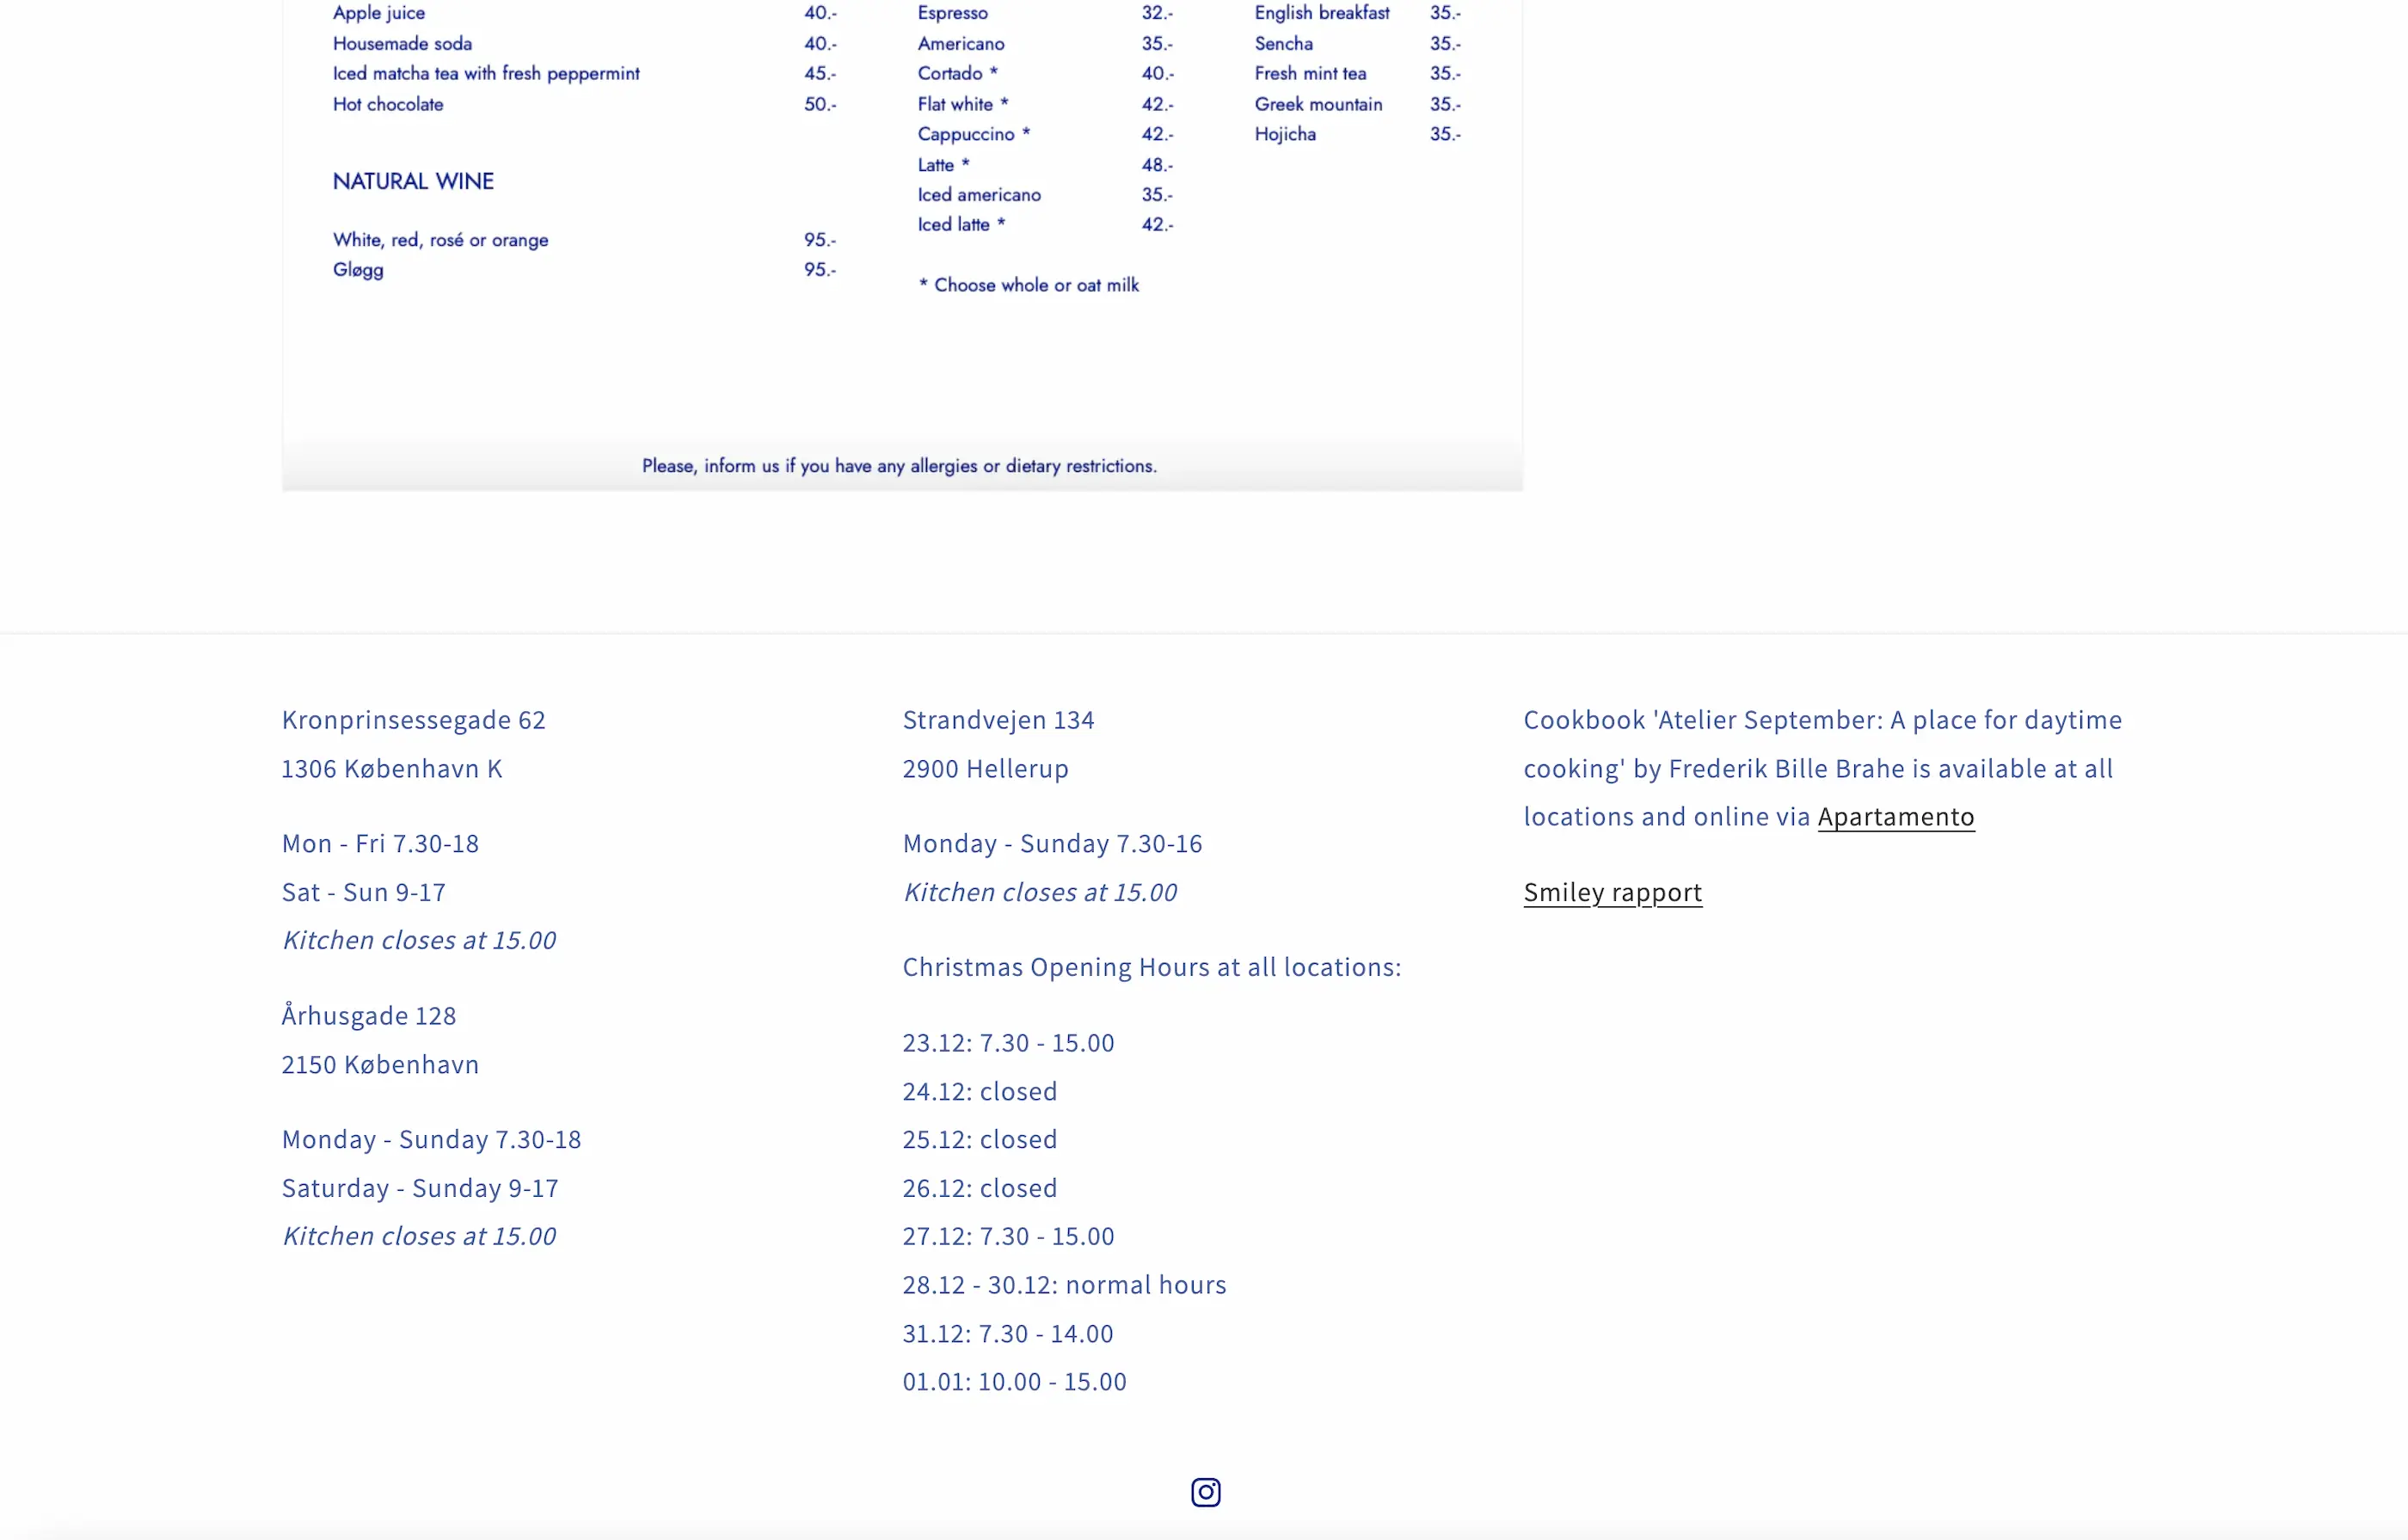 Apple juice 40.-
Housemade soda 40.-
Iced matcha tea with fresh peppermint 45.-
Hot chocolate 50.-
NATURAL WINE
White, red, rosé or orange 95.-
Gløgg 95.-
Espresso 32.-
Americano 35.-
Cortado * 40.-
Flat white * 42.-
Cappuccino * 42.-
Latte * 48.-
Iced americano 35.-
Iced latte * 42.-
* Choose whole or oat milk
English breakfast 35.-
Sencha 35.-
Fresh mint tea 35.-
Greek mountain 35.-
Hojicha 35.-
Please, inform us if you have any allergies or dietary restrictions.
Kronprinsessegade 62
1306 København K
Mon - Fri 7.30-18
Sat - Sun 9-17
Kitchen closes at 15.00
Århusgade 128
2150 København
Monday - Sunday 7.30-18
Saturday - Sunday 9-17
Kitchen closes at 15.00
Strandvejen 134
2900 Hellerup
Monday - Sunday 7.30-16
Kitchen closes at 15.00
Christmas Opening Hours at all locations:
23.12: 7.30 - 15.00
24.12: closed
25.12: closed
26.12: closed
27.12: 7.30 - 15.00
28.12 - 30.12: normal hours
31.12: 7.30 - 14.00
01.01: 10.00 - 15.00
Cookbook 'Atelier September: A place for daytime
cooking' by Frederik Bille Brahe is available at all
locations and online via Apartamento
Smiley rapport